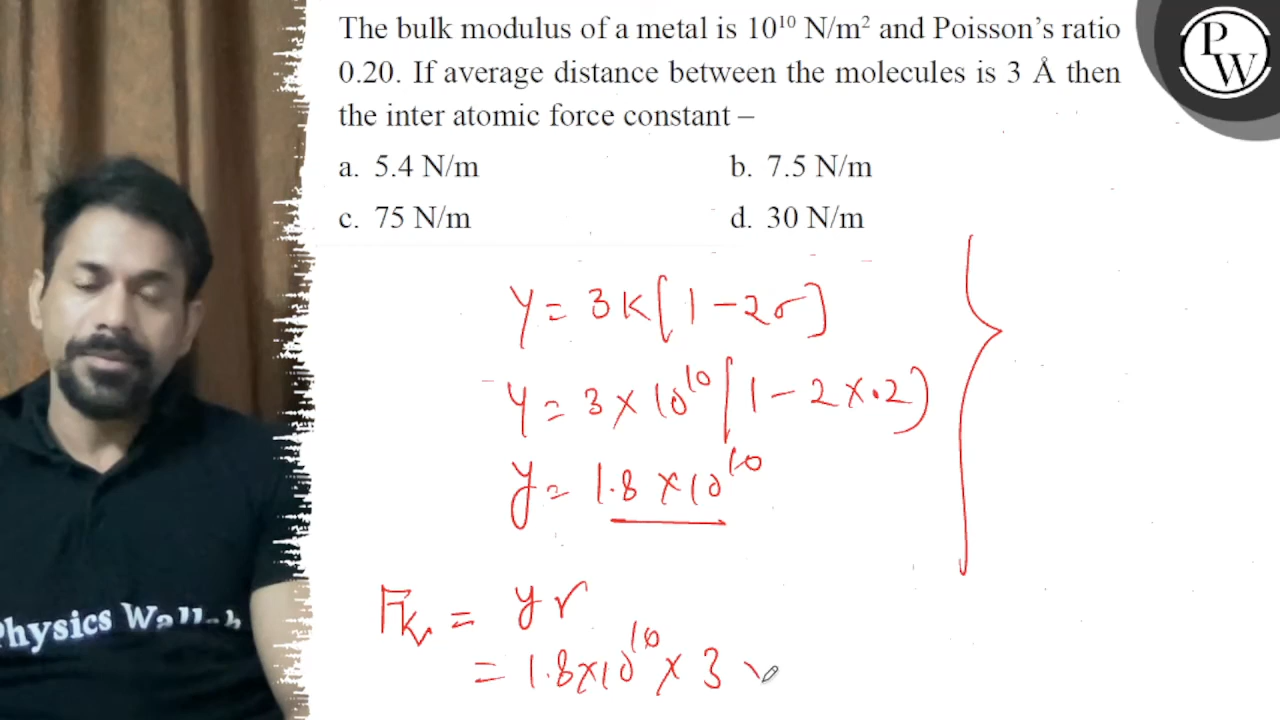 The bulk modulus of a metal is 10¹⁰ N/m² and Poisson's ratio
0.20. If average distance between the molecules is 3 Å then
the inter atomic force constant –
a. 5.4 N/m
b. 7.5 N/m
c. 75 N/m
d. 30 N/m
Y = 3K[1-2σ]
Y = 3×10¹⁰(1-2×.2)
y = 1.8×10¹⁰
= yr
= 1.8×10¹⁰ × 3
Physics Wallah
PW